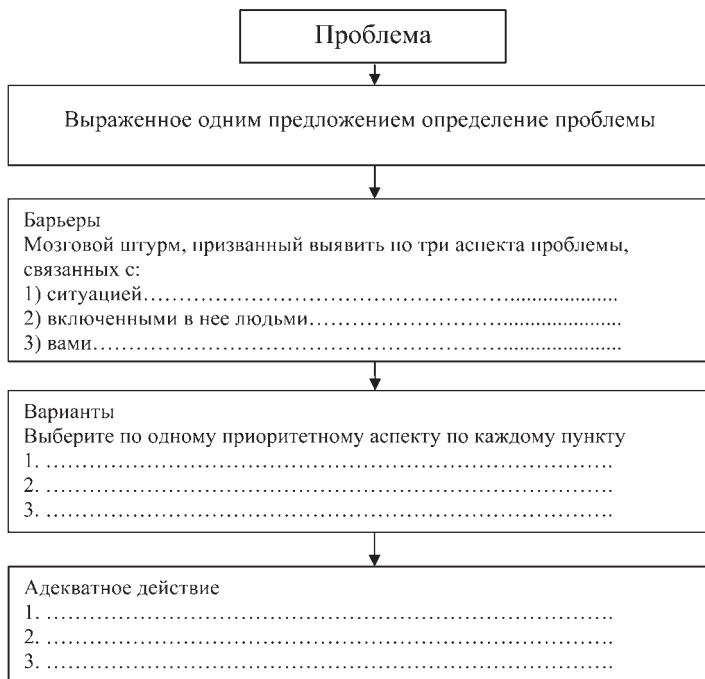 Проблема
Выраженное одним предложением определение проблемы
Барьеры
Мозговой штурм, призванный выявить по три аспекта проблемы,
связанных с:
1) ситуацией…………………………………………......................
2) включенными в нее людьми……………………......................
3) вами………………………………………………......................
Варианты
Выберите по одному приоритетному аспекту по каждому пункту
1. ……………………………………………………………………….
2. ……………………………………………………………………….
3. ……………………………………………………………………….
Адекватное действие
1. ……………………………………………………………………….
2. ……………………………………………………………………….
3. ……………………………………………………………………….